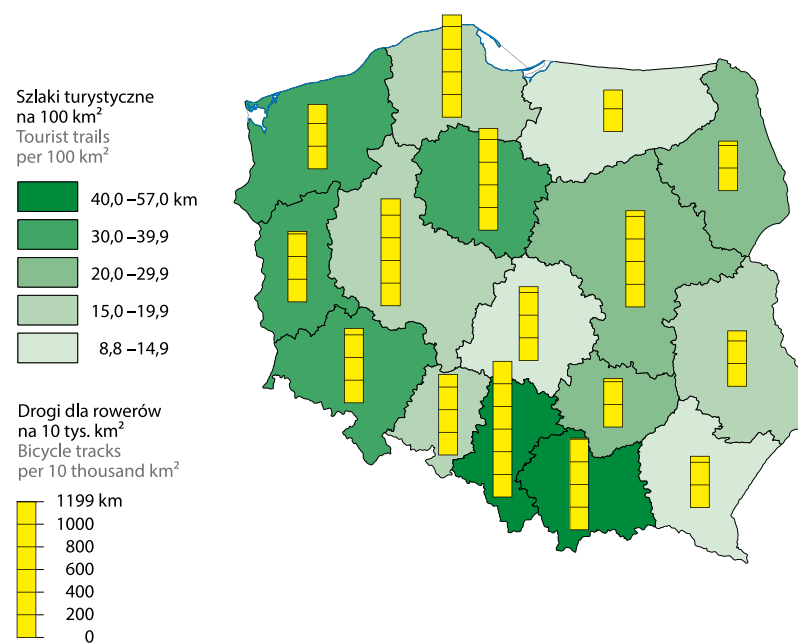 Szlaki turystyczne
na 100 km²
Tourist trails
per 100 km²
40,0 –57,0 km
30,0 –39,9
20,0 –29,9
15,0 –19,9
8,8 –14,9
Drogi dla rowerów
na 10 tys. km²
Bicycle tracks
per 10 thousand km²
1199 km
1000
800
600
400
200
0